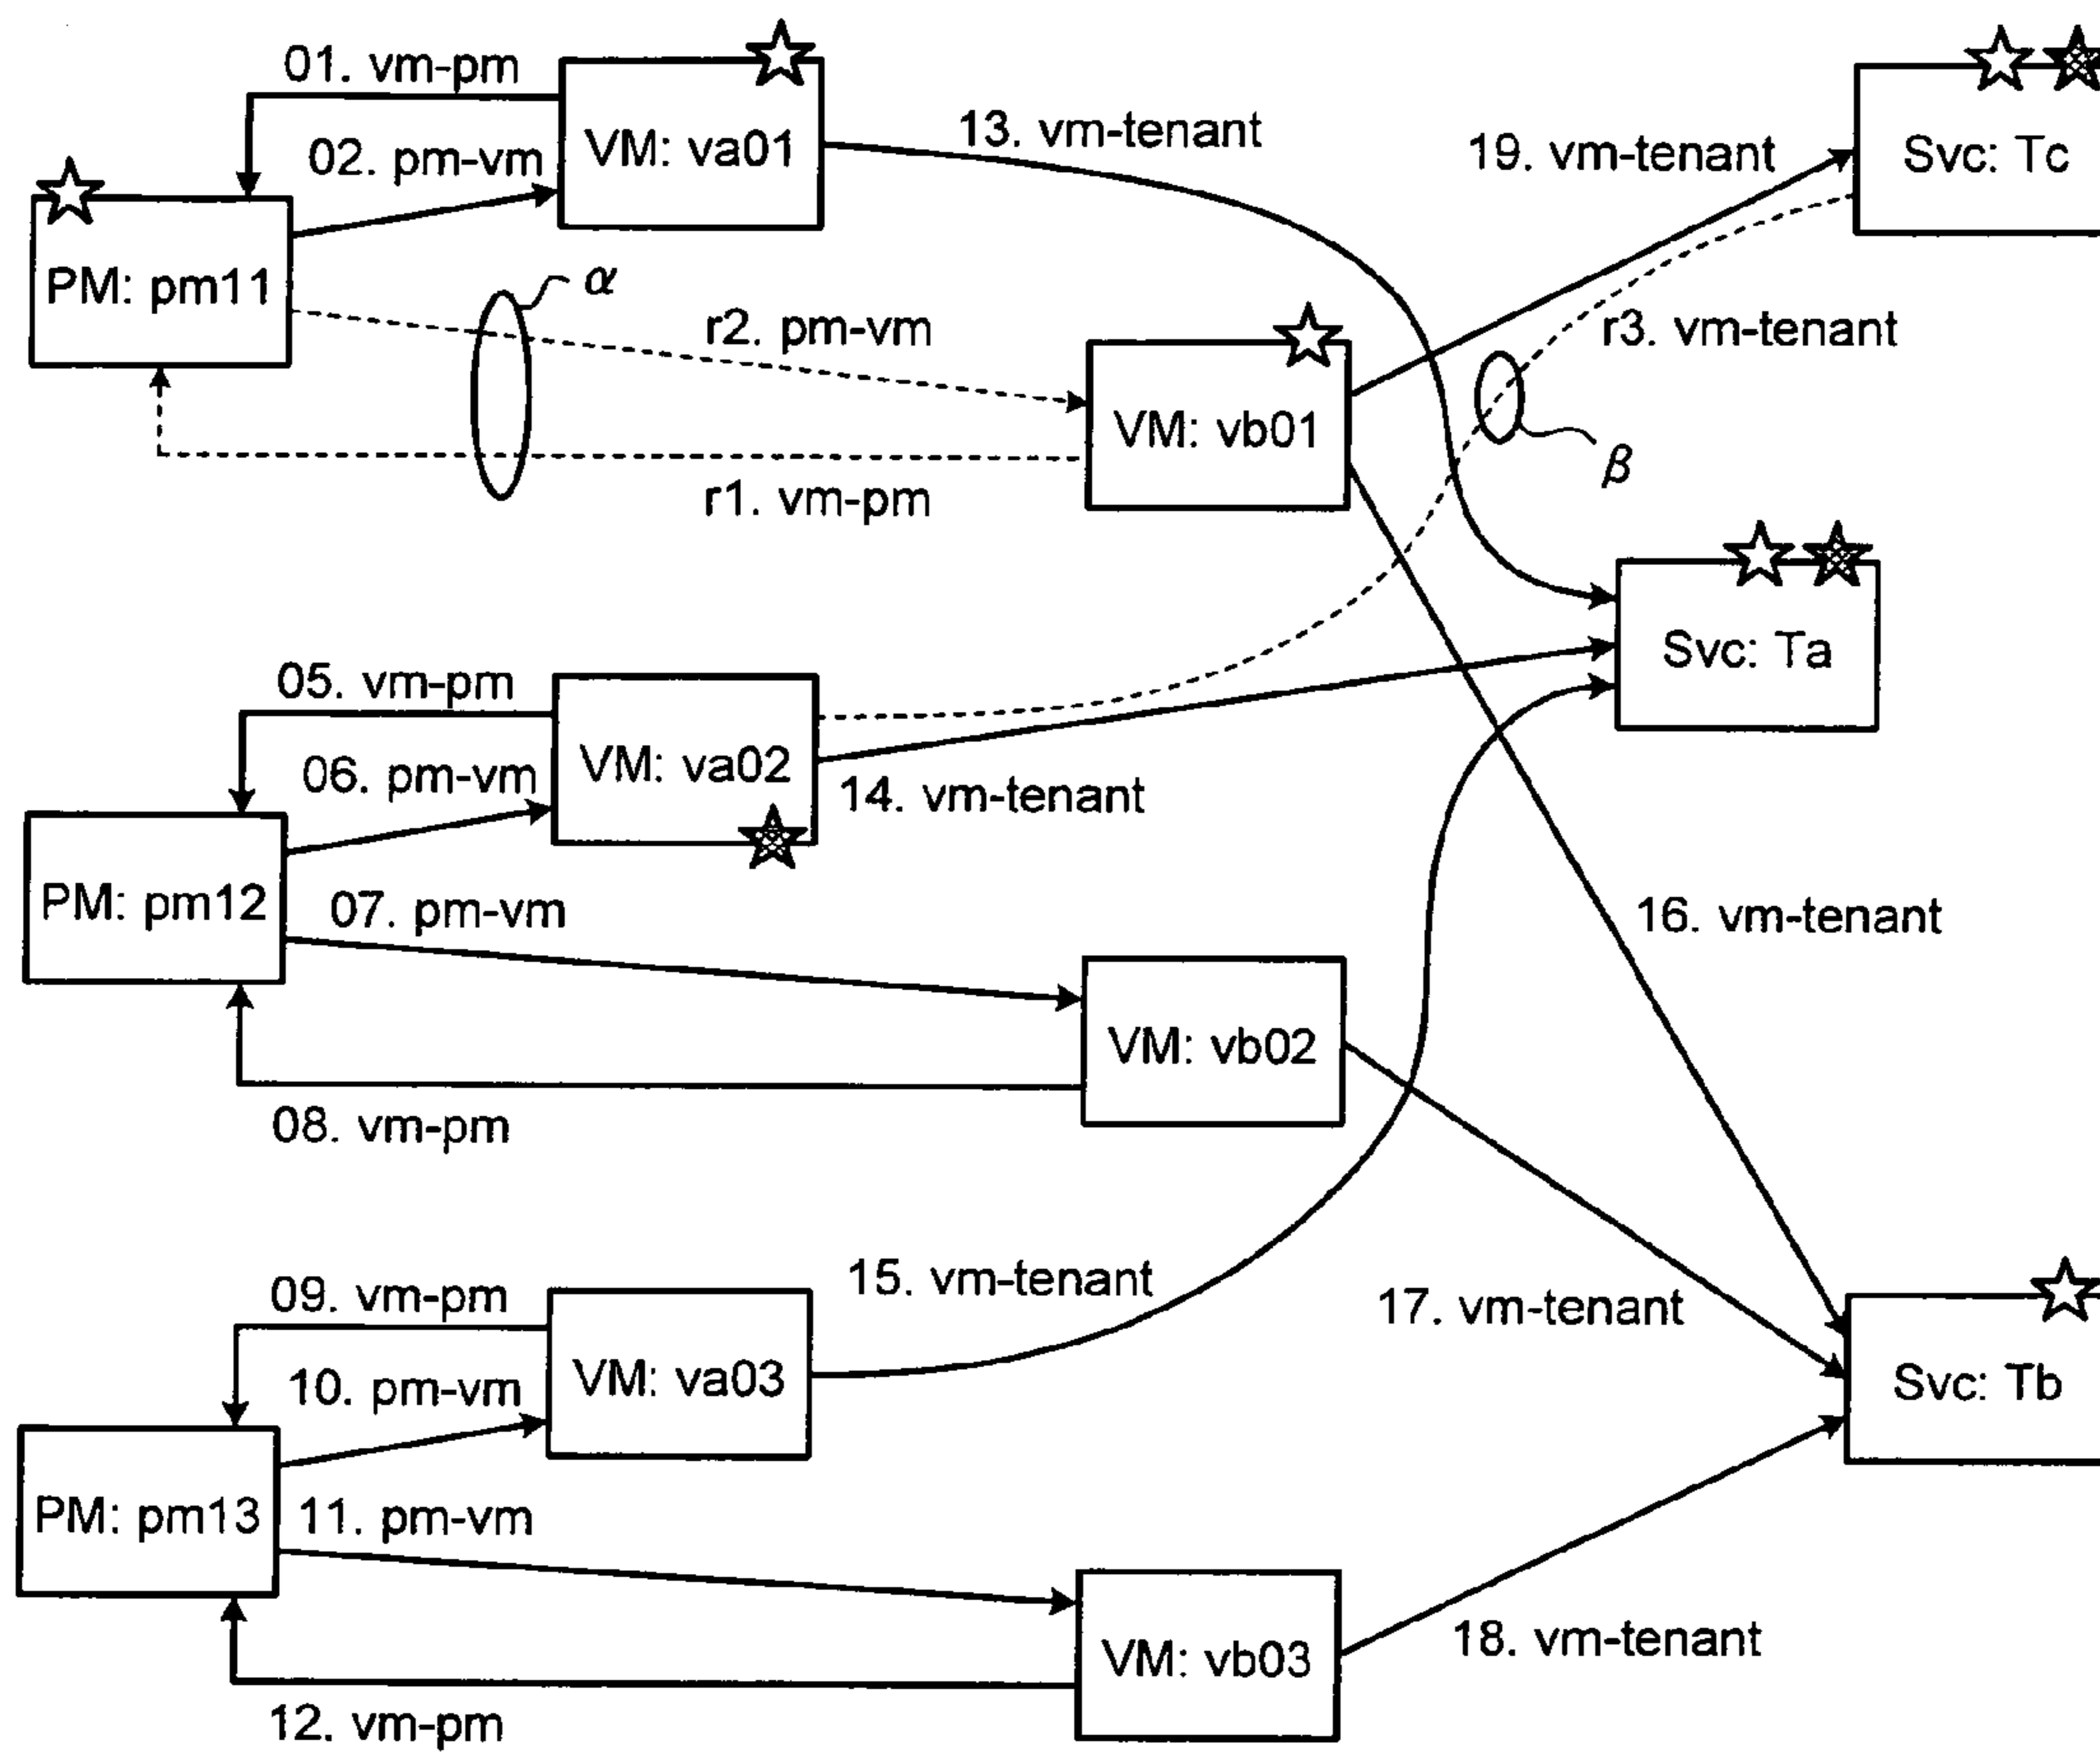 01. vm-pm
VM: va01
13. vm-tenant
02. pm-vm
19. vm-tenant
Svc: Tc
PM: pm11
α
r2. pm-vm
r3. vm-tenant
VM: vb01
β
r1. vm-pm
Svc: Ta
05. vm-pm
VM: va02
06. pm-vm
14. vm-tenant
PM: pm12
07. pm-vm
16. vm-tenant
VM: vb02
08. vm-pm
15. vm-tenant
09. vm-pm
17. vm-tenant
VM: va03
10. pm-vm
Svc: Tb
PM: pm13
11. pm-vm
VM: vb03
18. vm-tenant
12. vm-pm